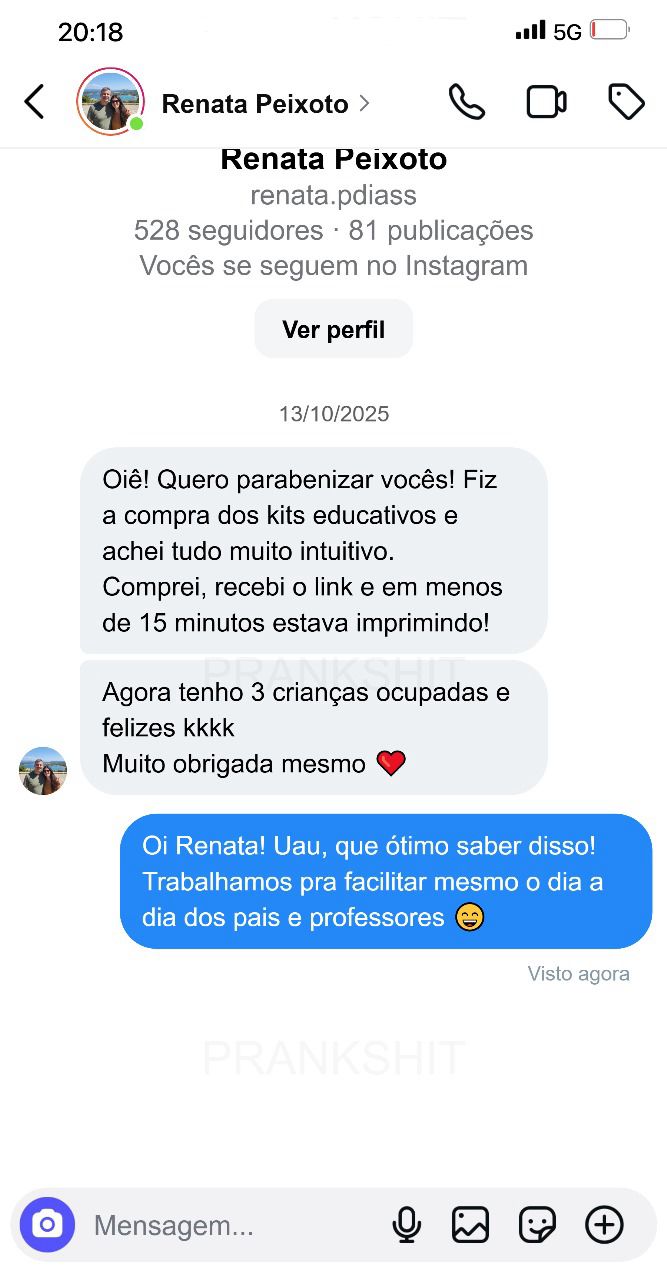 20:18
5G
Renata Peixoto
Renata Peixoto
renata.pdiass
528 seguidores · 81 publicações
Vocês se seguem no Instagram
Ver perfil
13/10/2025
Oiê! Quero parabenizar vocês! Fiz
a compra dos kits educativos e
achei tudo muito intuitivo.
Comprei, recebi o link e em menos
de 15 minutos estava imprimindo!
PRANKSHIT
Agora tenho 3 crianças ocupadas e
felizes kkkk
Muito obrigada mesmo ❤️
Oi Renata! Uau, que ótimo saber disso!
Trabalhamos pra facilitar mesmo o dia a
dia dos pais e professores 😄
Visto agora
PRANKSHIT
Mensagem...